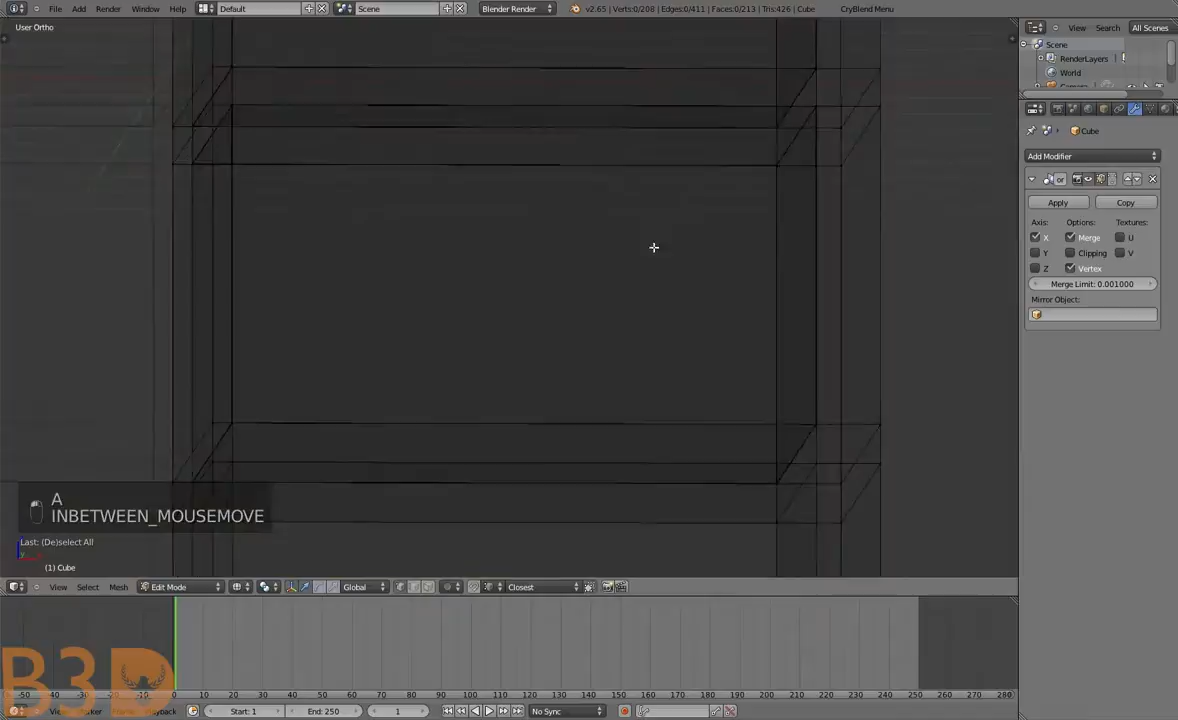 File Add Render Window Help Default Scene Blender Render v2.65 | Verts:0/208 | Edges:0/411 | Faces:0/213 | Tris:426 | Cube CryBlend Menu
User Ortho
View Search All Scenes
Scene
RenderLayers
World
Camera
Cube
Add Modifier
or
Apply Copy
Axis: Options: Textures:
X Merge U
Y Clipping V
Z Vertex
Merge Limit: 0.001000
Mirror Object:
A
INBETWEEN_MOUSEMOVE
Last: (De)select All
y
(1) Cube
View Select Mesh Edit Mode Global Closest
B3D
-50 -40 -30 -20 -10 0 10 20 30 40 50 60 70 80 90 100 110 120 130 140 150 160 170 180 190 200 210 220 230 240 250 260 270 280
Playback Start: 1 End: 250 1 No Sync